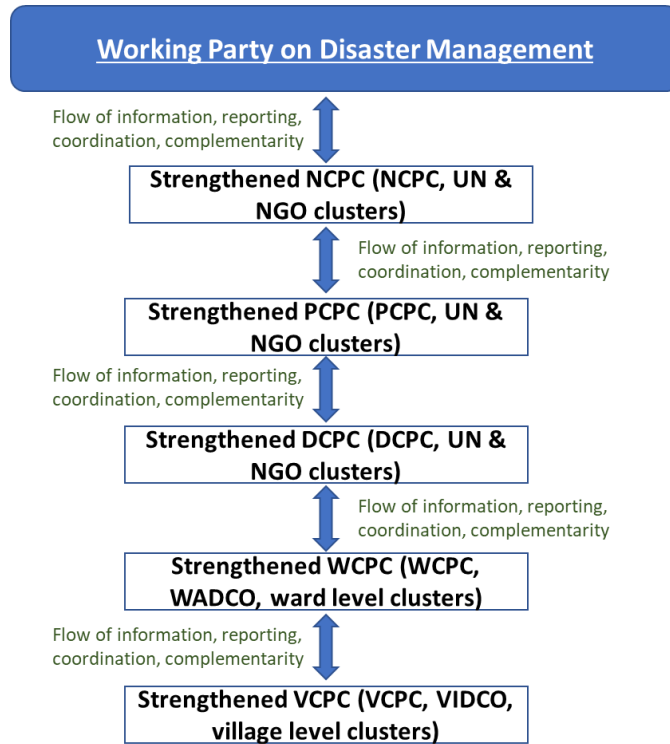 Working Party on Disaster Management
Flow of information, reporting,
coordination, complementarity
Strengthened NCPC (NCPC, UN &
NGO clusters)
Flow of information, reporting,
coordination, complementarity
Strengthened PCPC (PCPC, UN &
NGO clusters)
Flow of information, reporting,
coordination, complementarity
Strengthened DCPC (DCPC, UN &
NGO clusters)
Flow of information, reporting,
coordination, complementarity
Strengthened WCPC (WCPC,
WADCO, ward level clusters)
Flow of information, reporting,
coordination, complementarity
Strengthened VCPC (VCPC, VIDCO,
village level clusters)